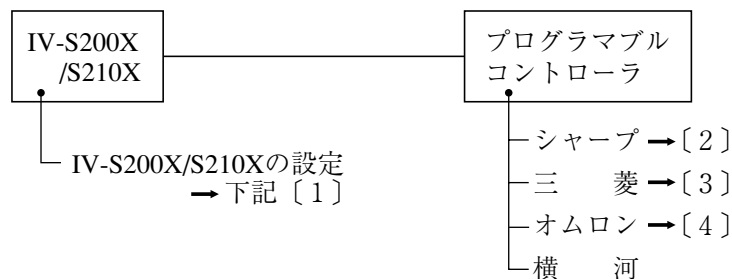 IV-S200X
/S210X
IV-S200X/S210Xの設定
→下記〔1〕
プログラマブル
コントローラ
シャープ→〔2〕
三　菱→〔3〕
オムロン→〔4〕
横　河